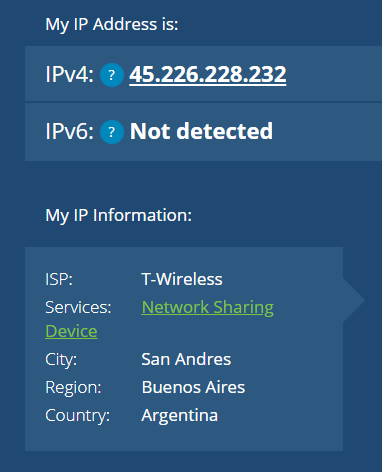 My IP Address is:
IPv4: ? 45.226.228.232
IPv6: ? Not detected
My IP Information:
ISP: T-Wireless
Services: Network Sharing
Device
City: San Andres
Region: Buenos Aires
Country: Argentina